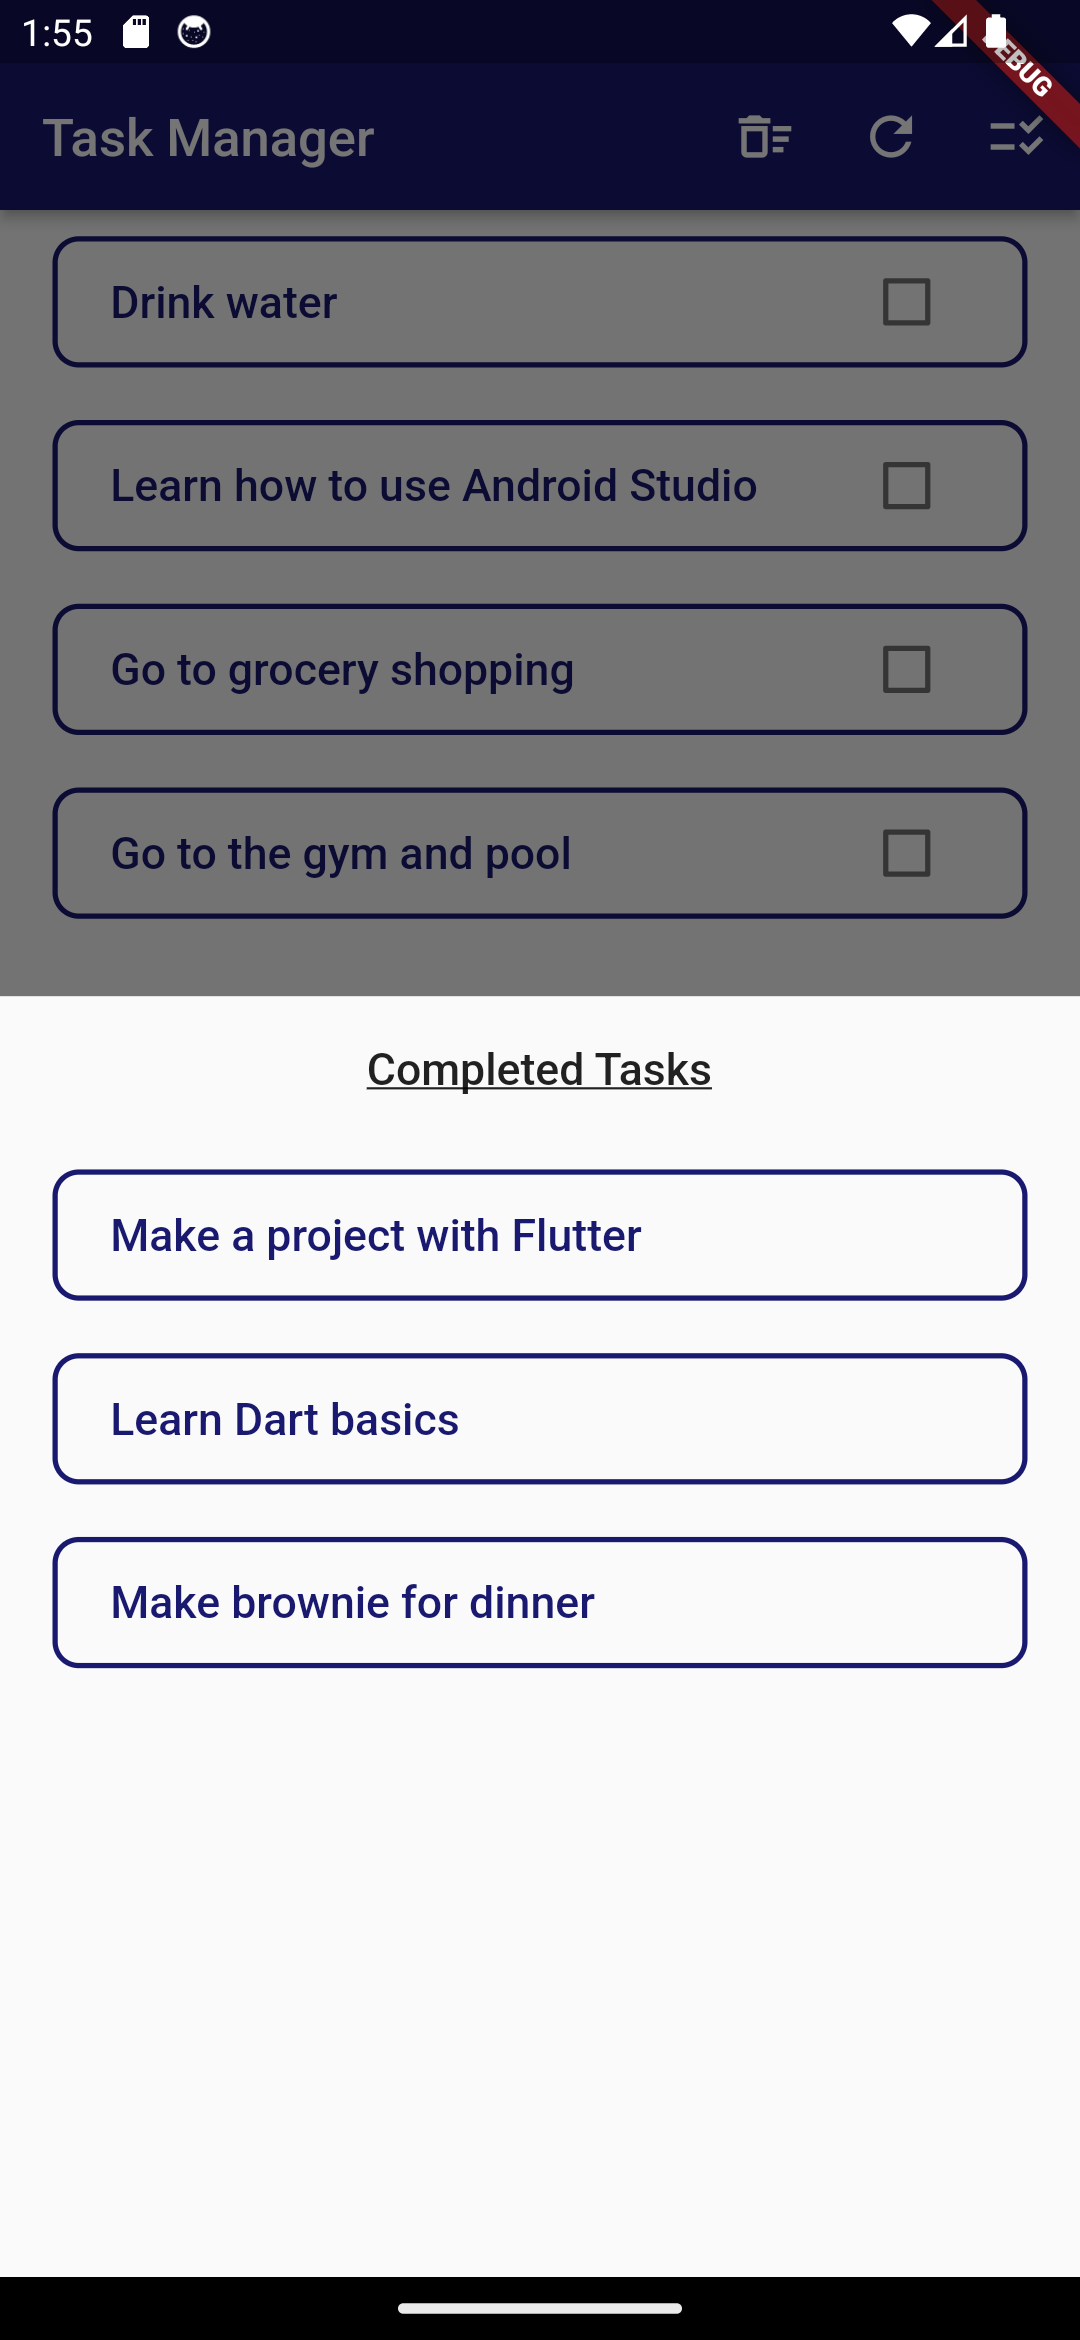 1:55
DEBUG
Task Manager
Drink water
Learn how to use Android Studio
Go to grocery shopping
Go to the gym and pool
Completed Tasks
Make a project with Flutter
Learn Dart basics
Make brownie for dinner